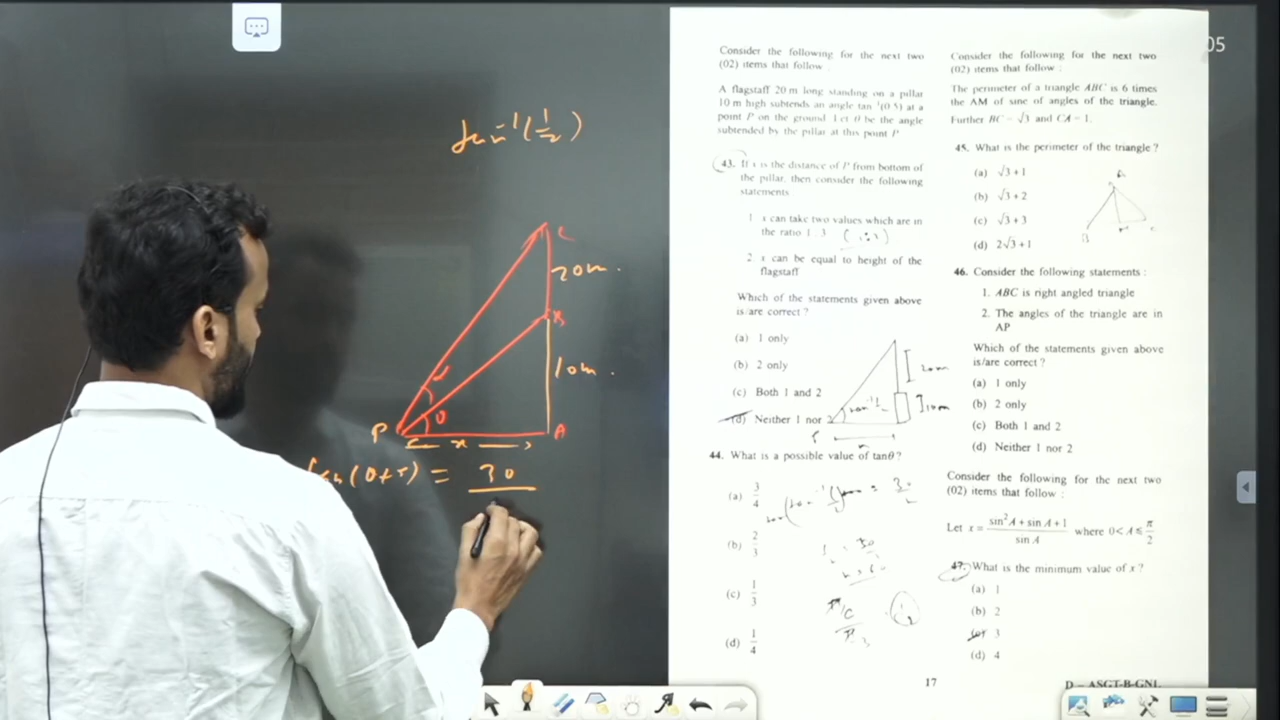 tan⁻¹(1/2)
C
20m.
B
10m.
α
θ
P
x
A
= 30
05
Consider the following for the next two
(02) items that follow :
A flagstaff 20 m long standing on a pillar
10 m high subtends an angle tan⁻¹(0.5) at a
point P on the ground. Let θ be the angle
subtended by the pillar at this point P.
43. If x is the distance of P from bottom of
the pillar, then consider the following
statements
1. x can take two values which are in
the ratio 1 : 3
2. x can be equal to height of the
flagstaff
Which of the statements given above
is/are correct ?
(a) 1 only
(b) 2 only
(c) Both 1 and 2
(d) Neither 1 nor 2
20m
10m
tan⁻¹ 1/2
P
44. What is a possible value of tanθ ?
(a) 3/4
(b) 2/3
(c) 1/3
(d) 1/4
Consider the following for the next two
(02) items that follow :
The perimeter of a triangle ABC is 6 times
the AM of sine of angles of the triangle.
Further BC = √3 and CA = 1.
45. What is the perimeter of the triangle ?
(a) √3 + 1
(b) √3 + 2
(c) √3 + 3
(d) 2√3 + 1
A
B
C
46. Consider the following statements :
1. ABC is right angled triangle
2. The angles of the triangle are in
AP
Which of the statements given above
is/are correct ?
(a) 1 only
(b) 2 only
(c) Both 1 and 2
(d) Neither 1 nor 2
Consider the following for the next two
(02) items that follow :
Let x = (sin² A + sin A + 1)/sin A where 0 < A ≤ π/2
47. What is the minimum value of x ?
(a) 1
(b) 2
(c) 3
(d) 4
17
D – ASGT-B-GNL